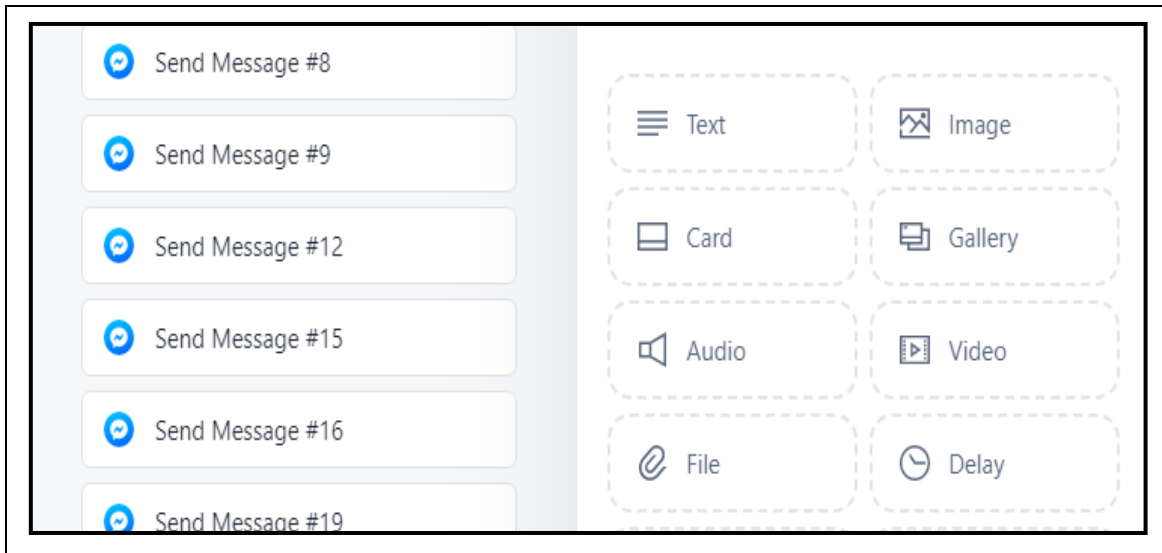 Send Message #8
Send Message #9
Send Message #12
Send Message #15
Send Message #16
Send Message #19
Text
Image
Card
Gallery
Audio
Video
File
Delay